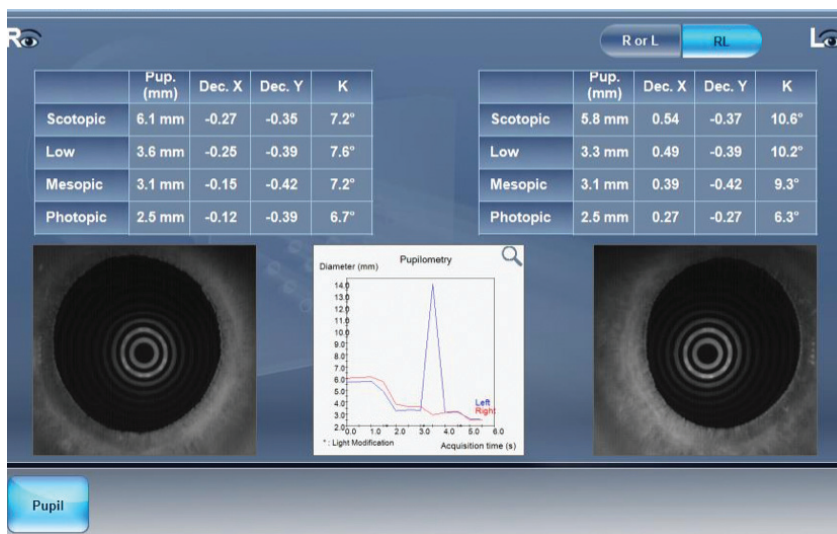 R
R or L RL
L
Pup. (mm) Dec. X Dec. Y K
Scotopic 6.1 mm -0.27 -0.35 7.2°
Low 3.6 mm -0.25 -0.39 7.6°
Mesopic 3.1 mm -0.15 -0.42 7.2°
Photopic 2.5 mm -0.12 -0.39 6.7°
Pup. (mm) Dec. X Dec. Y K
Scotopic 5.8 mm 0.54 -0.37 10.6°
Low 3.3 mm 0.49 -0.39 10.2°
Mesopic 3.1 mm 0.39 -0.42 9.3°
Photopic 2.5 mm 0.27 -0.27 6.3°
Pupilometry
Diameter (mm)
14.0
13.0
12.0
11.0
10.0
9.0
8.0
7.0
6.0
5.0
4.0
3.0
2.0
0.0 1.0 2.0 3.0 4.0 5.0 6.0
Left
Right
* : Light Modification
Acquisition time (s)
Pupil